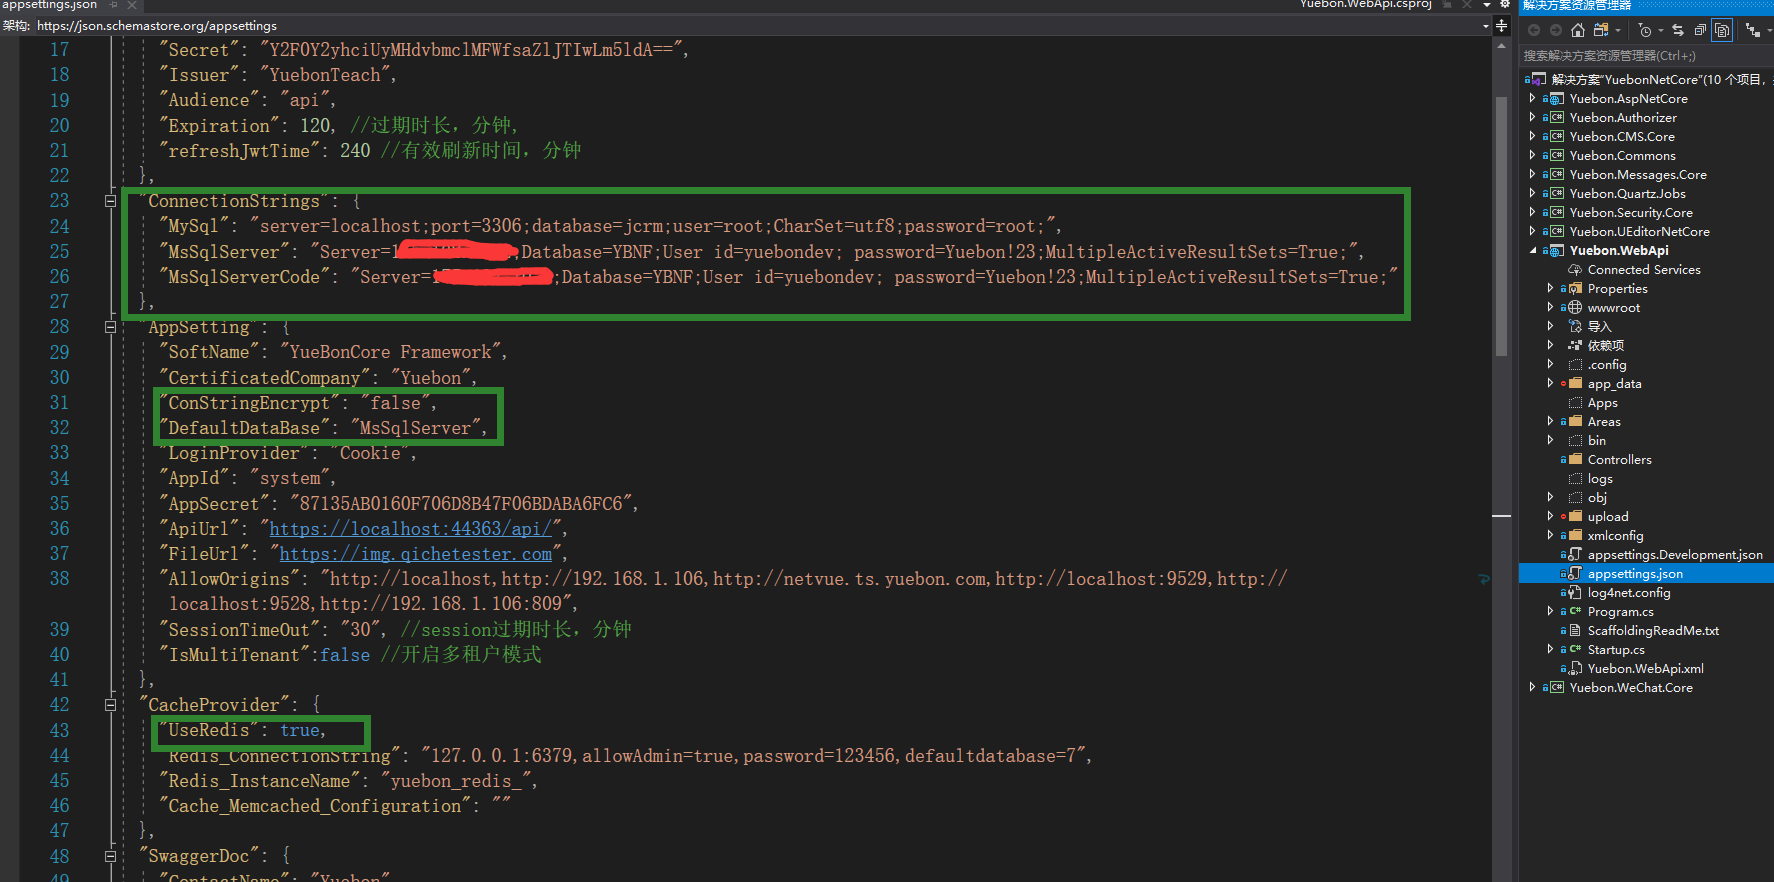 appsettings.json
Yuebon.WebApi.csproj
架构: https://json.schemastore.org/appsettings
17 "Secret": "Y2F0Y2yhciUyMHdvbmclMFWfsaZlJTIwLm5ldA==",
18 "Issuer": "YuebonTeach",
19 "Audience": "api",
20 "Expiration": 120, //过期时长，分钟,
21 "refreshJwtTime": 240 //有效刷新时间，分钟
22 },
23 "ConnectionStrings": {
24 "MySql": "server=localhost;port=3306;database=jcrm;user=root;CharSet=utf8;password=root;",
25 "MsSqlServer": "Server=1 ;Database=YBNF;User id=yuebondev; password=Yuebon!23;MultipleActiveResultSets=True;",
26 "MsSqlServerCode": "Server= ;Database=YBNF;User id=yuebondev; password=Yuebon!23;MultipleActiveResultSets=True;"
27 },
28 "AppSetting": {
29 "SoftName": "YueBonCore Framework",
30 "CertificatedCompany": "Yuebon",
31 "ConStringEncrypt": "false",
32 "DefaultDataBase": "MsSqlServer",
33 "LoginProvider": "Cookie",
34 "AppId": "system",
35 "AppSecret": "87135AB0160F706D8B47F06BDABA6FC6",
36 "ApiUrl": "https://localhost:44363/api/",
37 "FileUrl": "https://img.qichetester.com",
38 "AllowOrigins": "http://localhost,http://192.168.1.106,http://netvue.ts.yuebon.com,http://localhost:9529,http://
localhost:9528,http://192.168.1.106:809",
39 "SessionTimeOut": "30", //session过期时长，分钟
40 "IsMultiTenant":false //开启多租户模式
41 },
42 "CacheProvider": {
43 "UseRedis": true,
44 "Redis_ConnectionString": "127.0.0.1:6379,allowAdmin=true,password=123456,defaultdatabase=7",
45 "Redis_InstanceName": "yuebon_redis_",
46 "Cache_Memcached_Configuration": ""
47 },
48 "SwaggerDoc": {
49 "ContactName": "Yuebon"
解决方案资源管理器
搜索解决方案资源管理器(Ctrl+;)
解决方案"YuebonNetCore"(10 个项目,
Yuebon.AspNetCore
Yuebon.Authorizer
Yuebon.CMS.Core
Yuebon.Commons
Yuebon.Messages.Core
Yuebon.Quartz.Jobs
Yuebon.Security.Core
Yuebon.UEditorNetCore
Yuebon.WebApi
Connected Services
Properties
wwwroot
导入
依赖项
.config
app_data
Apps
Areas
bin
Controllers
logs
obj
upload
xmlconfig
appsettings.Development.json
appsettings.json
log4net.config
Program.cs
ScaffoldingReadMe.txt
Startup.cs
Yuebon.WebApi.xml
Yuebon.WeChat.Core